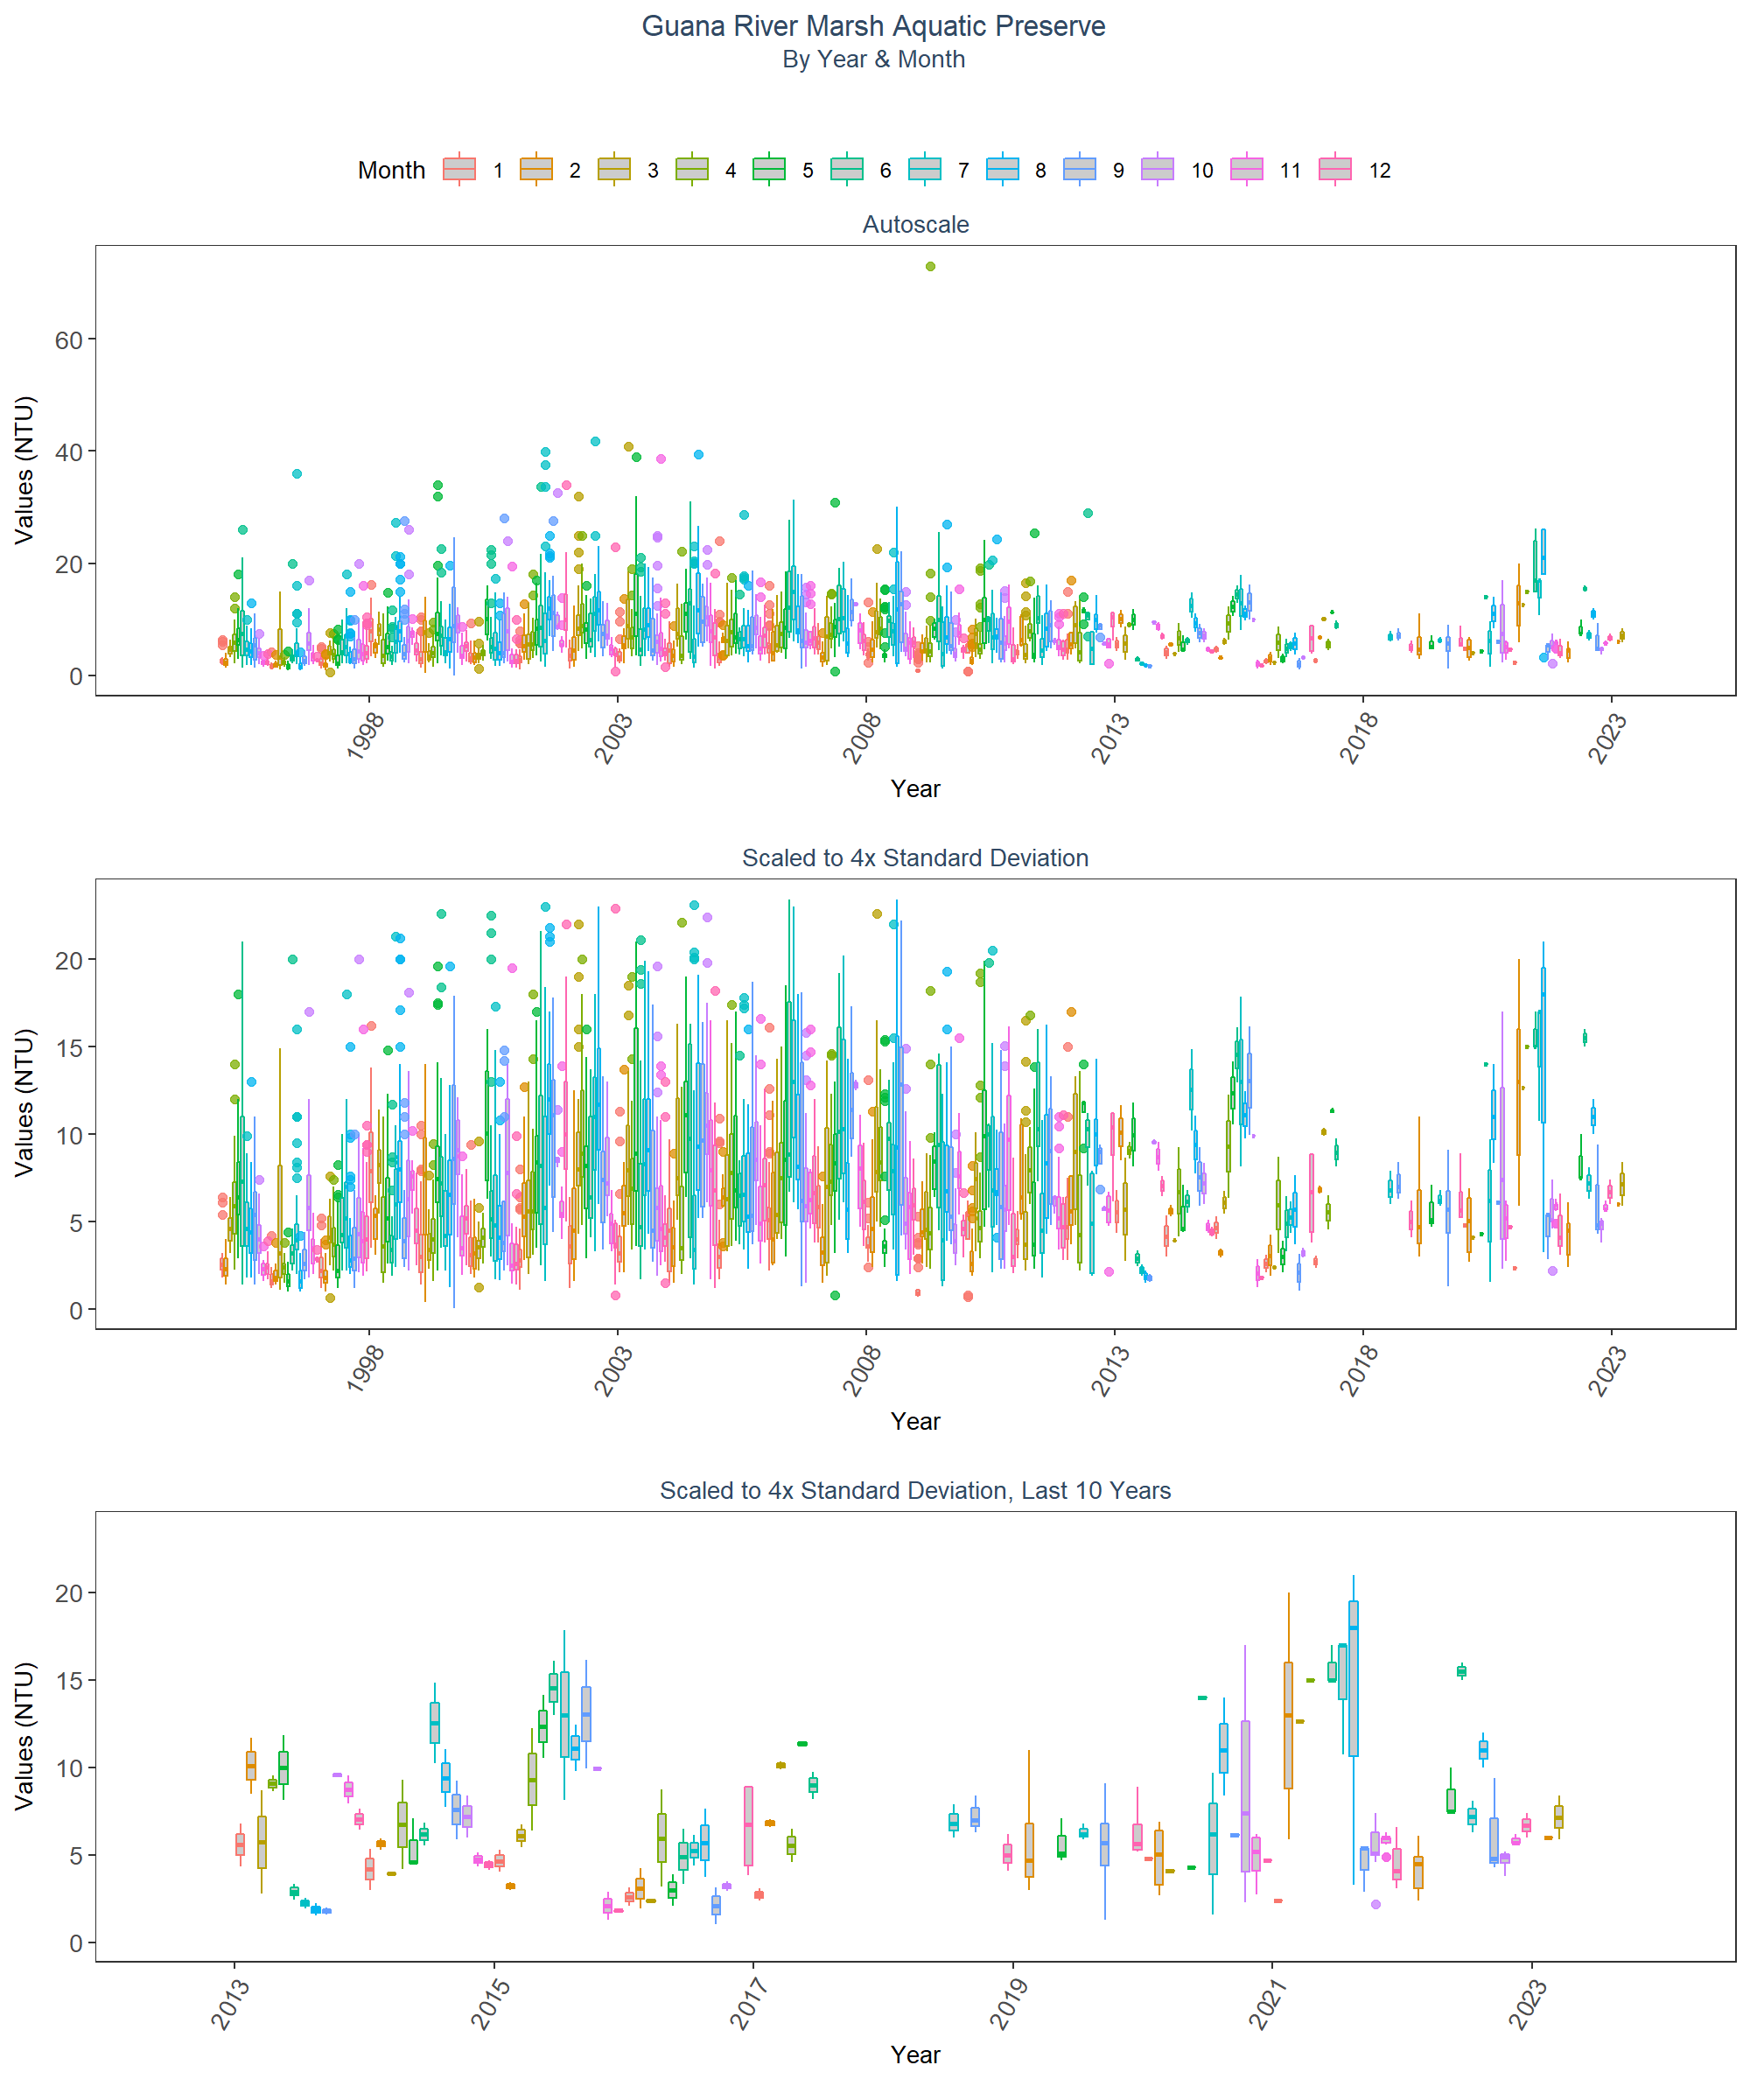 Guana River Marsh Aquatic Preserve
By Year & Month
Month 1 2 3 4 5 6 7 8 9 10 11 12
Autoscale
Values (NTU)
60
40
20
0
1998 2003 2008 2013 2018 2023
Year
Scaled to 4x Standard Deviation
Values (NTU)
20
15
10
5
0
1998 2003 2008 2013 2018 2023
Year
Scaled to 4x Standard Deviation, Last 10 Years
Values (NTU)
20
15
10
5
0
2013 2015 2017 2019 2021 2023
Year